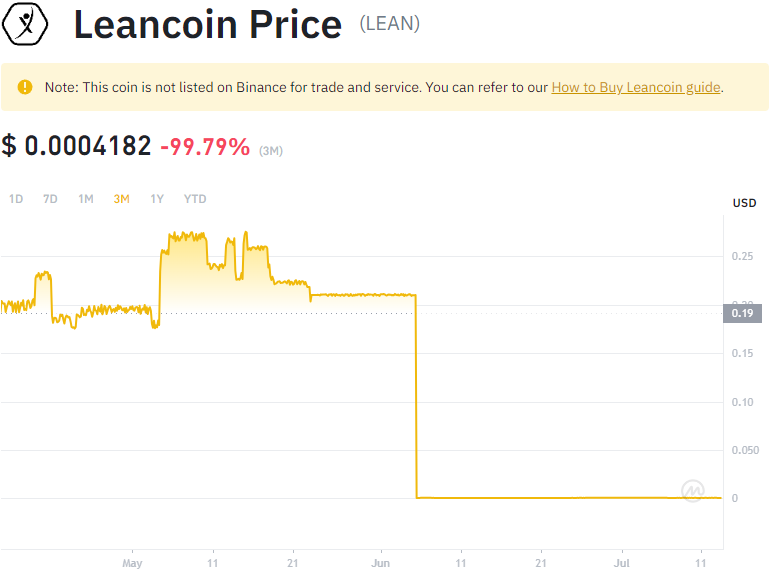 Leancoin Price (LEAN)
Note: This coin is not listed on Binance for trade and service. You can refer to our How to Buy Leancoin guide.
$ 0.0004182 -99.79% (3M)
1D 7D 1M 3M 1Y YTD
USD
0.25
0.20
0.19
0.15
0.10
0.050
0
May 11 21 Jun 11 21 Jul 11